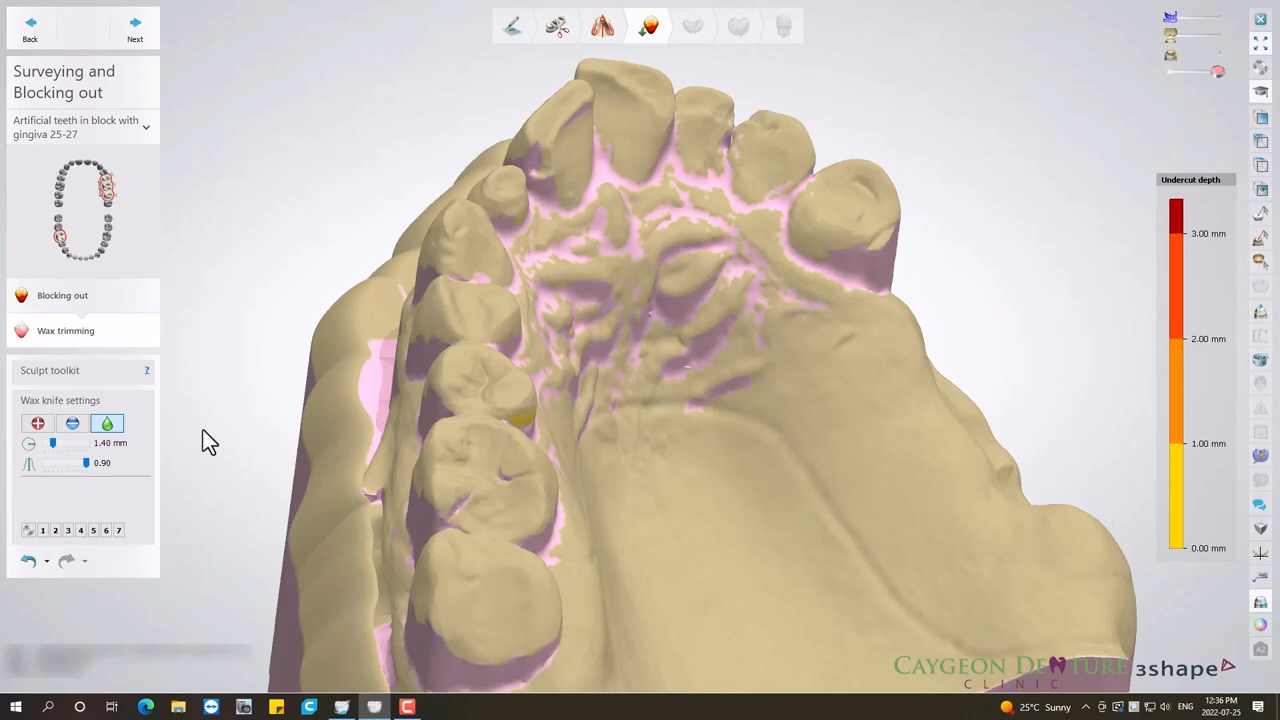 Back
Next
Surveying and
Blocking out
Artificial teeth in block with
gingiva 25-27
Blocking out
Wax trimming
Sculpt toolkit
?
Wax knife settings
1.40 mm
0.90
1 2 3 4 5 6 7
Undercut depth
3.00 mm
2.00 mm
1.00 mm
0.00 mm
A2
CAYGEON DENTURE
CLINIC
3shape
25°C Sunny
ENG
12:36 PM
2022-07-25